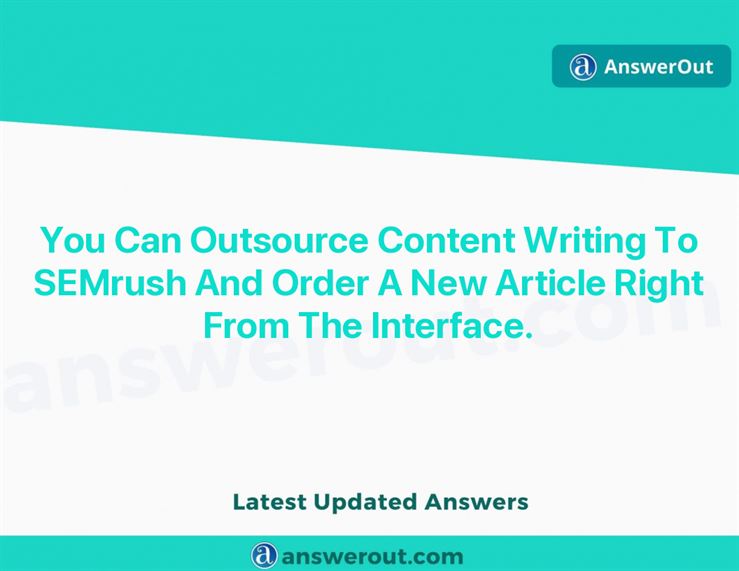 AnswerOut
You Can Outsource Content Writing To
SEMrush And Order A New Article Right
From The Interface.
answerout.com
Latest Updated Answers
answerout.com